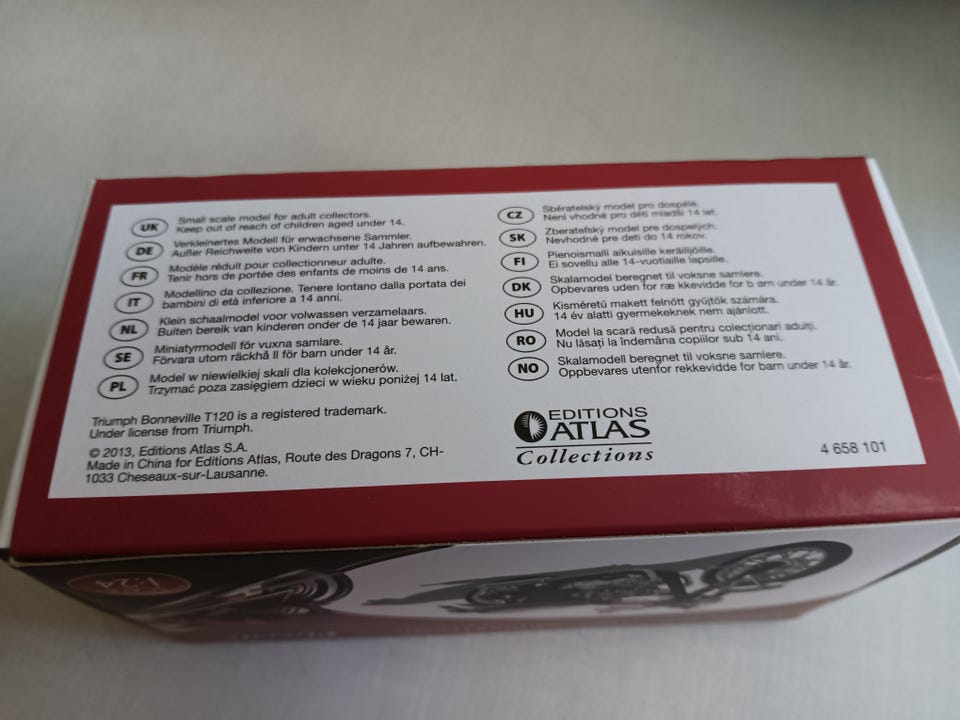 UK
Small scale model for adult collectors.
Keep out of reach of children aged under 14.
DE
Verkleinertes Modell für erwachsene Sammler.
Außer Reichweite von Kindern unter 14 Jahren aufbewahren.
FR
Modèle réduit pour collectionneur adulte.
Tenir hors de portée des enfants de moins de 14 ans.
IT
Modellino da collezione. Tenere lontano dalla portata dei
bambini di età inferiore a 14 anni.
NL
Klein schaalmodel voor volwassen verzamelaars.
Buiten bereik van kinderen onder de 14 jaar bewaren.
SE
Miniatyrmodell för vuxna samlare.
Förvara utom räckhå ll för barn under 14 år.
PL
Model w niewielkiej skali dla kolekcjonerów.
Trzymać poza zasięgiem dzieci w wieku poniżej 14 lat.
Triumph Bonneville T120 is a registered trademark.
Under license from Triumph.
© 2013, Editions Atlas S.A.
Made in China for Editions Atlas, Route des Dragons 7, CH-
1033 Cheseaux-sur-Lausanne.
CZ
Sběratelský model pro dospělé.
Není vhodné pro děti mladší 14 let.
SK
Zberateľský model pre dospelých.
Nevhodné pre deti do 14 rokov.
FI
Pienoismalli aikuisille keräilijöille.
Ei sovellu alle 14-vuotiaille lapsille.
DK
Skalamodel beregnet til voksne samlere.
Opbevares uden for ræ kkevidde for b ørn under 14 år.
HU
Kisméretű makett felnőtt gyűjtők számára.
14 év alatti gyermekeknek nem ajánlott.
RO
Model la scară redusă pentru colecționari adulți.
Nu lăsați la îndemâna copiilor sub 14 ani.
NO
Skalamodell beregnet til voksne samlere.
Oppbevares utenfor rekkevidde for barn under 14 år.
EDITIONS
ATLAS
Collections
4 658 101
1:24